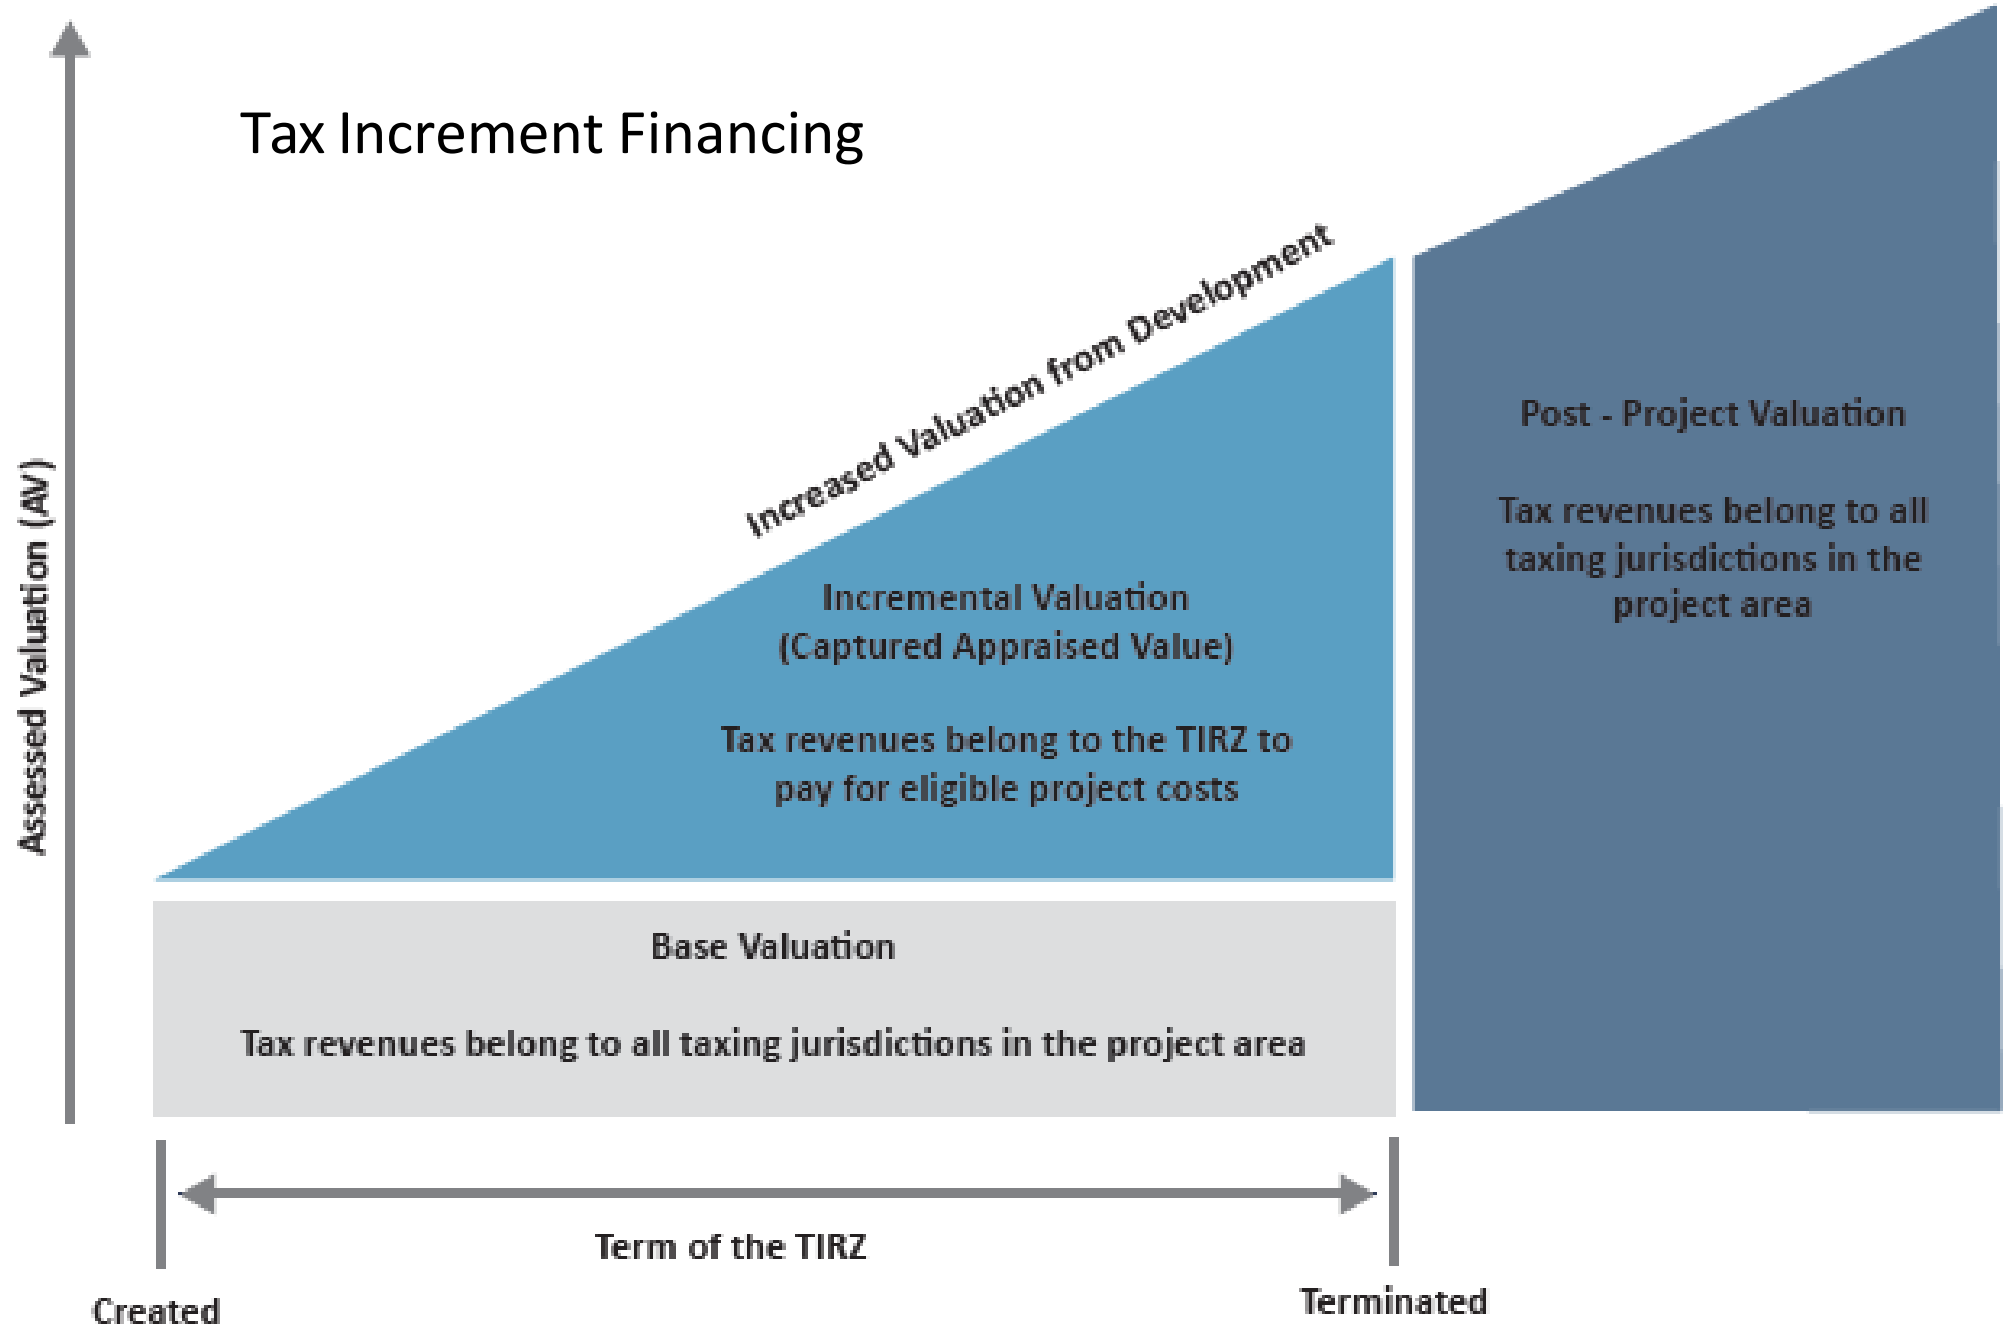 Tax Increment Financing
Assessed Valuation (AV)
Increased Valuation from Development
Incremental Valuation
(Captured Appraised Value)
Tax revenues belong to the TIRZ to
pay for eligible project costs
Post - Project Valuation
Tax revenues belong to all
taxing jurisdictions in the
project area
Base Valuation
Tax revenues belong to all taxing jurisdictions in the project area
Term of the TIRZ
Created
Terminated